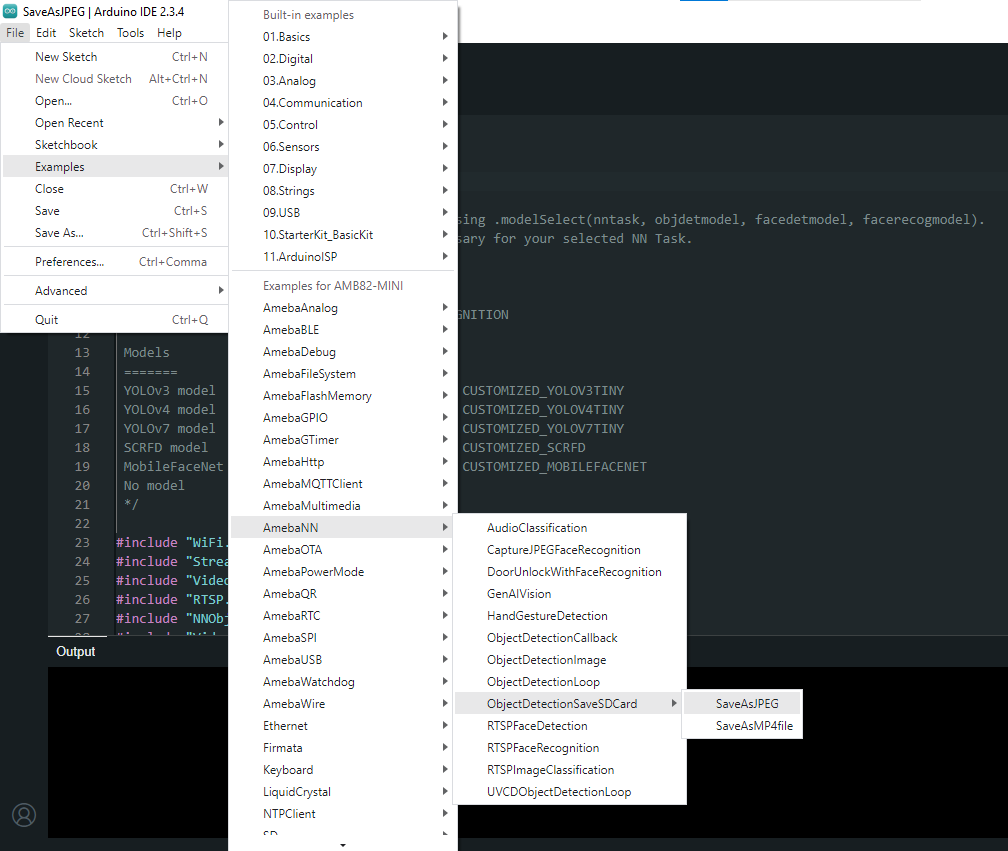 SaveAsJPEG | Arduino IDE 2.3.4
File Edit Sketch Tools Help
New Sketch Ctrl+N
New Cloud Sketch Alt+Ctrl+N
Open... Ctrl+O
Open Recent
Sketchbook
Examples
Close Ctrl+W
Save Ctrl+S
Save As... Ctrl+Shift+S
Preferences... Ctrl+Comma
Advanced
Quit Ctrl+Q
Built-in examples
01.Basics
02.Digital
03.Analog
04.Communication
05.Control
06.Sensors
07.Display
08.Strings
09.USB
10.StarterKit_BasicKit
11.ArduinoISP
Examples for AMB82-MINI
AmebaAnalog
AmebaBLE
AmebaDebug
AmebaFileSystem
AmebaFlashMemory
AmebaGPIO
AmebaGTimer
AmebaHttp
AmebaMQTTClient
AmebaMultimedia
AmebaNN
AmebaOTA
AmebaPowerMode
AmebaQR
AmebaRTC
AmebaSPI
AmebaUSB
AmebaWatchdog
AmebaWire
Ethernet
Firmata
Keyboard
LiquidCrystal
NTPClient
SD
AudioClassification
CaptureJPEGFaceRecognition
DoorUnlockWithFaceRecognition
GenAIVision
HandGestureDetection
ObjectDetectionCallback
ObjectDetectionImage
ObjectDetectionLoop
ObjectDetectionSaveSDCard
RTSPFaceDetection
RTSPFaceRecognition
RTSPImageClassification
UVCDObjectDetectionLoop
SaveAsJPEG
SaveAsMP4file
sing .modelSelect(nntask, objdetmodel, facedetmodel, facerecogmodel).
sary for your selected NN Task.
GNITION
12
13 Models
14 =======
15 YOLOv3 model CUSTOMIZED_YOLOV3TINY
16 YOLOv4 model CUSTOMIZED_YOLOV4TINY
17 YOLOv7 model CUSTOMIZED_YOLOV7TINY
18 SCRFD model CUSTOMIZED_SCRFD
19 MobileFaceNet CUSTOMIZED_MOBILEFACENET
20 No model
21 */
22
23 #include "WiFi.
24 #include "Strea
25 #include "Video
26 #include "RTSP.
27 #include "NNObj
Output